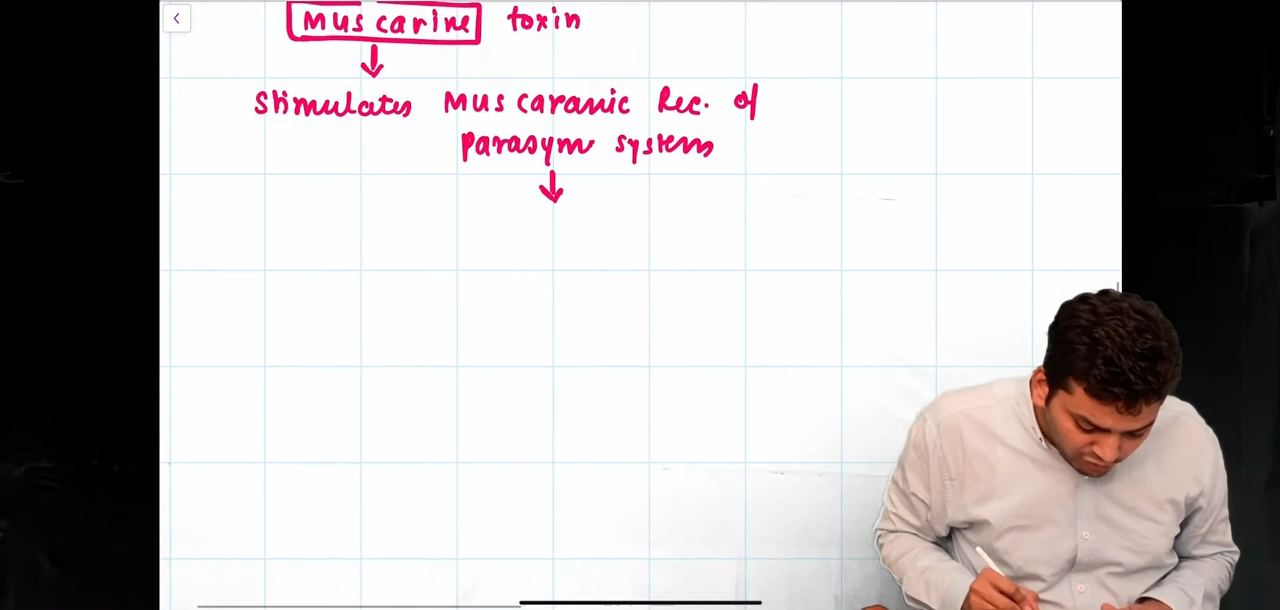 Muscarine toxin
↓
Stimulates Muscaranic Rec. of
parasym. system
↓